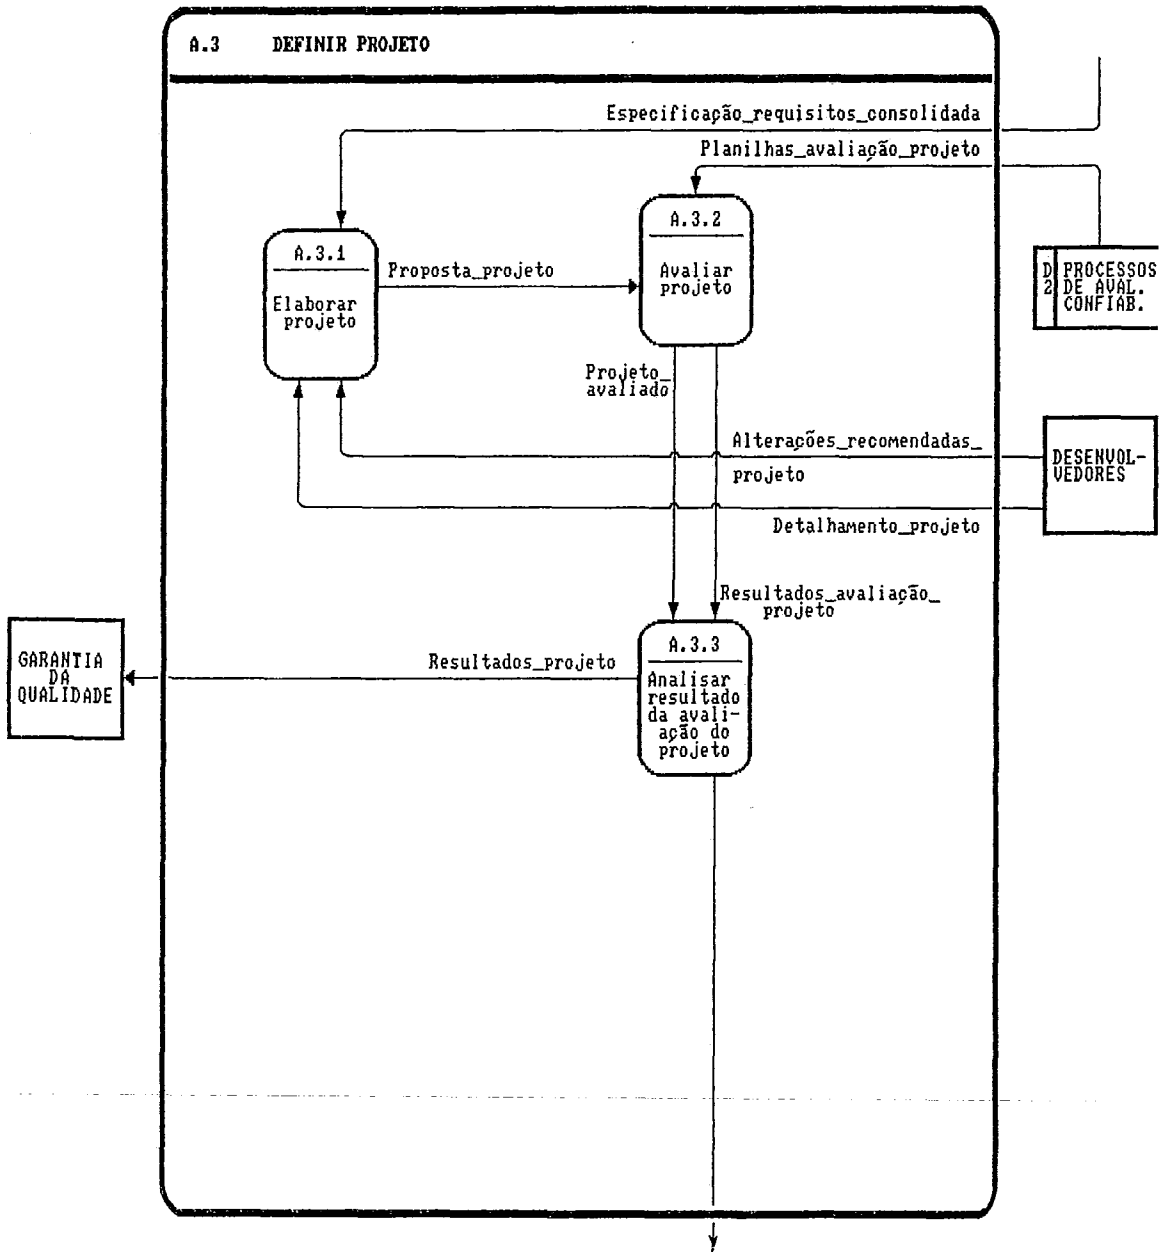 A.3 DEFINIR PROJETO
Especificação_requisitos_consolidada
Planilhas_avaliação_projeto
A.3.2
Avaliar
projeto
A.3.1
Elaborar
projeto
Proposta_projeto
D
2
PROCESSOS
DE AVAL.
CONFIAB.
Projeto_
avaliado
Alterações_recomendadas_
projeto
DESENVOL-
VEDORES
Detalhamento_projeto
Resultados_avaliação_
projeto
GARANTIA
DA
QUALIDADE
Resultados_projeto
A.3.3
Analisar
resultado
da avali-
ação do
projeto